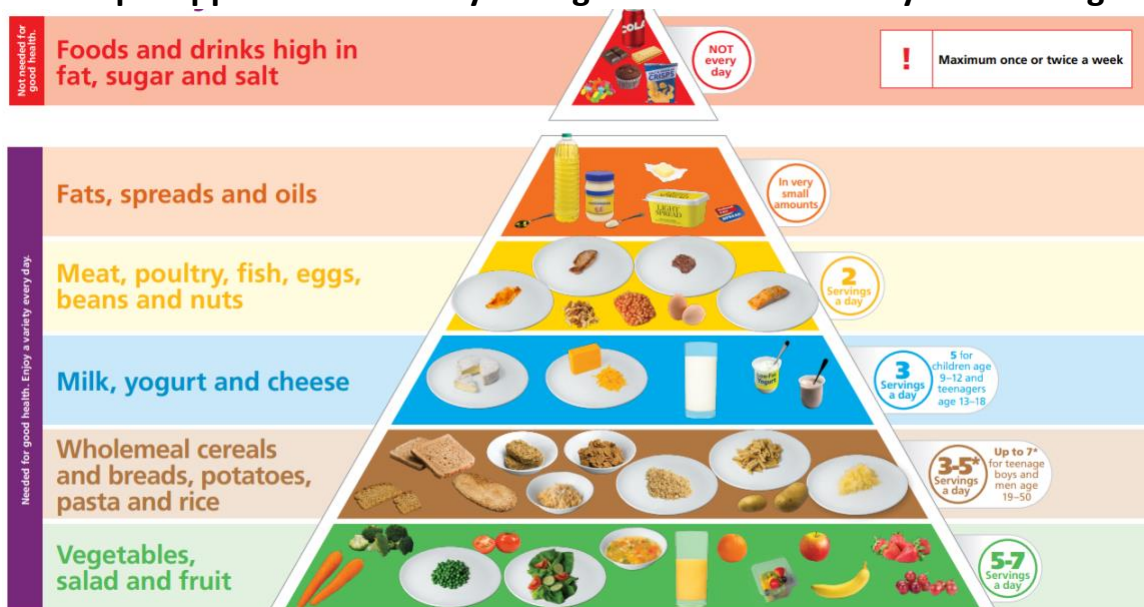 Not needed for
good health.
Foods and drinks high in
fat, sugar and salt
COLA
CRISPS
NOT
every
day
!
Maximum once or twice a week
Needed for good health. Enjoy a variety every day.
Fats, spreads and oils
LIGHT
SPREAD
In very
small
amounts
Meat, poultry, fish, eggs,
beans and nuts
2
Servings
a day
Milk, yogurt and cheese
Low Fat
Yogurt
3
Servings
a day
5 for
children age
9–12 and
teenagers
age 13–18
Wholemeal cereals
and breads, potatoes,
pasta and rice
3-5*
Servings
a day
Up to 7*
for teenage
boys and
men age
19–50
Vegetables,
salad and fruit
5-7
Servings
a day